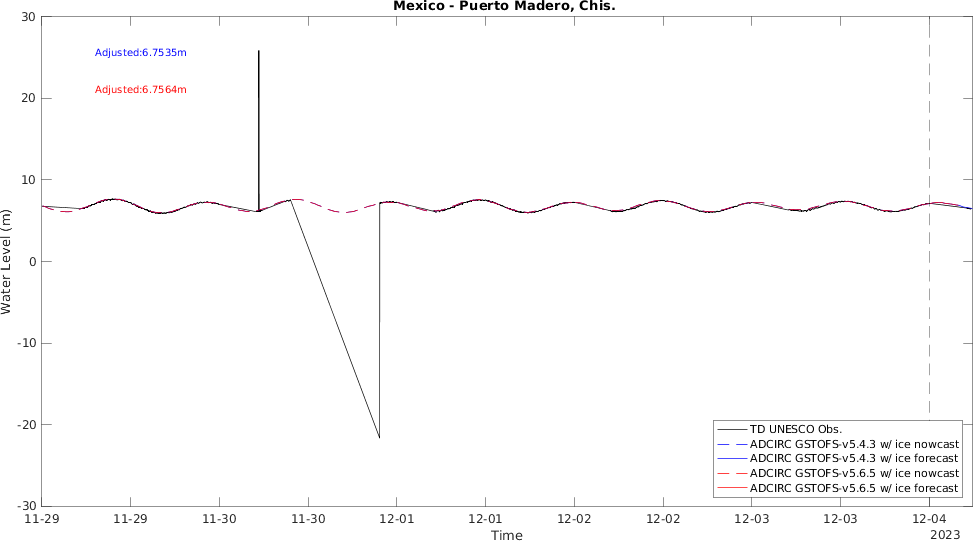 Mexico - Puerto Madero, Chis.
30
20
10
0
-10
-20
-30
Water Level (m)
Adjusted:6.7535m
Adjusted:6.7564m
TD UNESCO Obs.
ADCIRC GSTOFS-v5.4.3 w/ ice nowcast
ADCIRC GSTOFS-v5.4.3 w/ ice forecast
ADCIRC GSTOFS-v5.6.5 w/ ice nowcast
ADCIRC GSTOFS-v5.6.5 w/ ice forecast
11-29 11-29 11-30 11-30 12-01 12-01 12-02 12-02 12-03 12-03 12-04
Time
2023